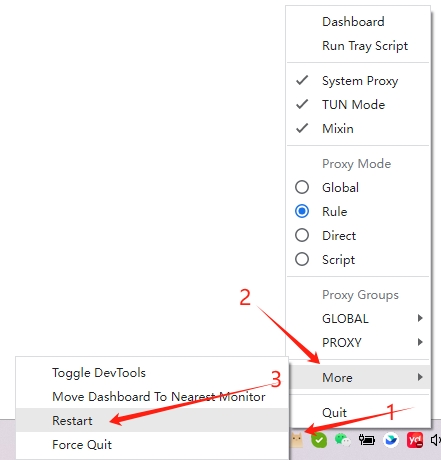 Dashboard
Run Tray Script
System Proxy
TUN Mode
Mixin
Proxy Mode
Global
Rule
Direct
Script
Proxy Groups
GLOBAL
PROXY
2
More
Quit
1
3
Toggle DevTools
Move Dashboard To Nearest Monitor
Restart
Force Quit